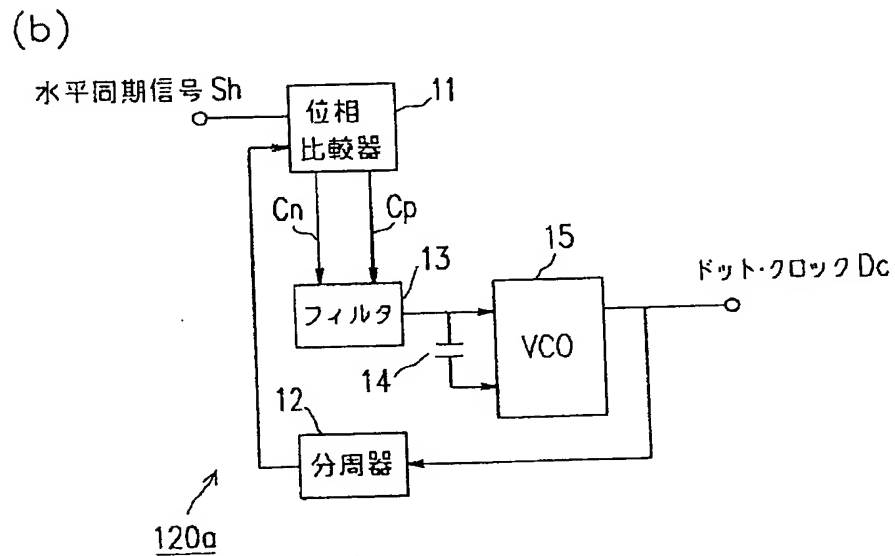 (b)
水平同期信号 Sh
位相
比較器
11
Cn
Cp
13
フィルタ
15
VCO
ドット・クロック Dc
14
12
分周器
120a